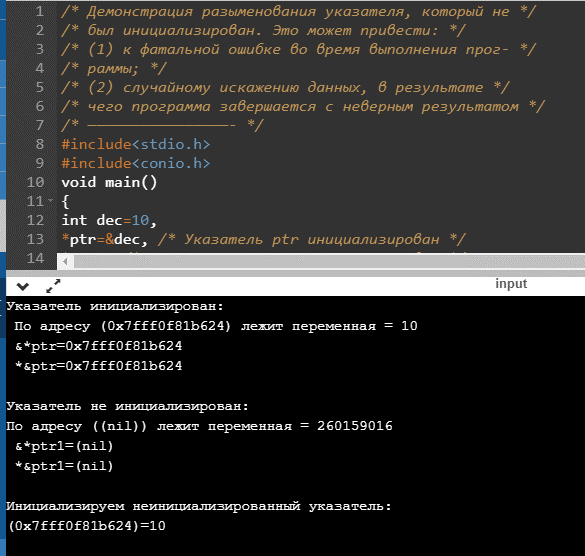 1 /* Демонстрация разыменования указателя, который не */
2 /* был инициализирован. Это может привести: */
3 /* (1) к фатальной ошибке во время выполнения прог- */
4 /* раммы; */
5 /* (2) случайному искажению данных, в результате */
6 /* чего программа завершается с неверным результатом */
7 /* ————————————————- */
8 #include<stdio.h>
9 #include<conio.h>
10 void main()
11 {
12 int dec=10,
13 *ptr=&dec, /* Указатель ptr инициализирован */
14
input
Указатель инициализирован:
По адресу (0x7fff0f81b624) лежит переменная = 10
&*ptr=0x7fff0f81b624
*&ptr=0x7fff0f81b624
Указатель не инициализирован:
По адресу ((nil)) лежит переменная = 260159016
&*ptr1=(nil)
*&ptr1=(nil)
Инициализируем неинициализированный указатель:
(0x7fff0f81b624)=10